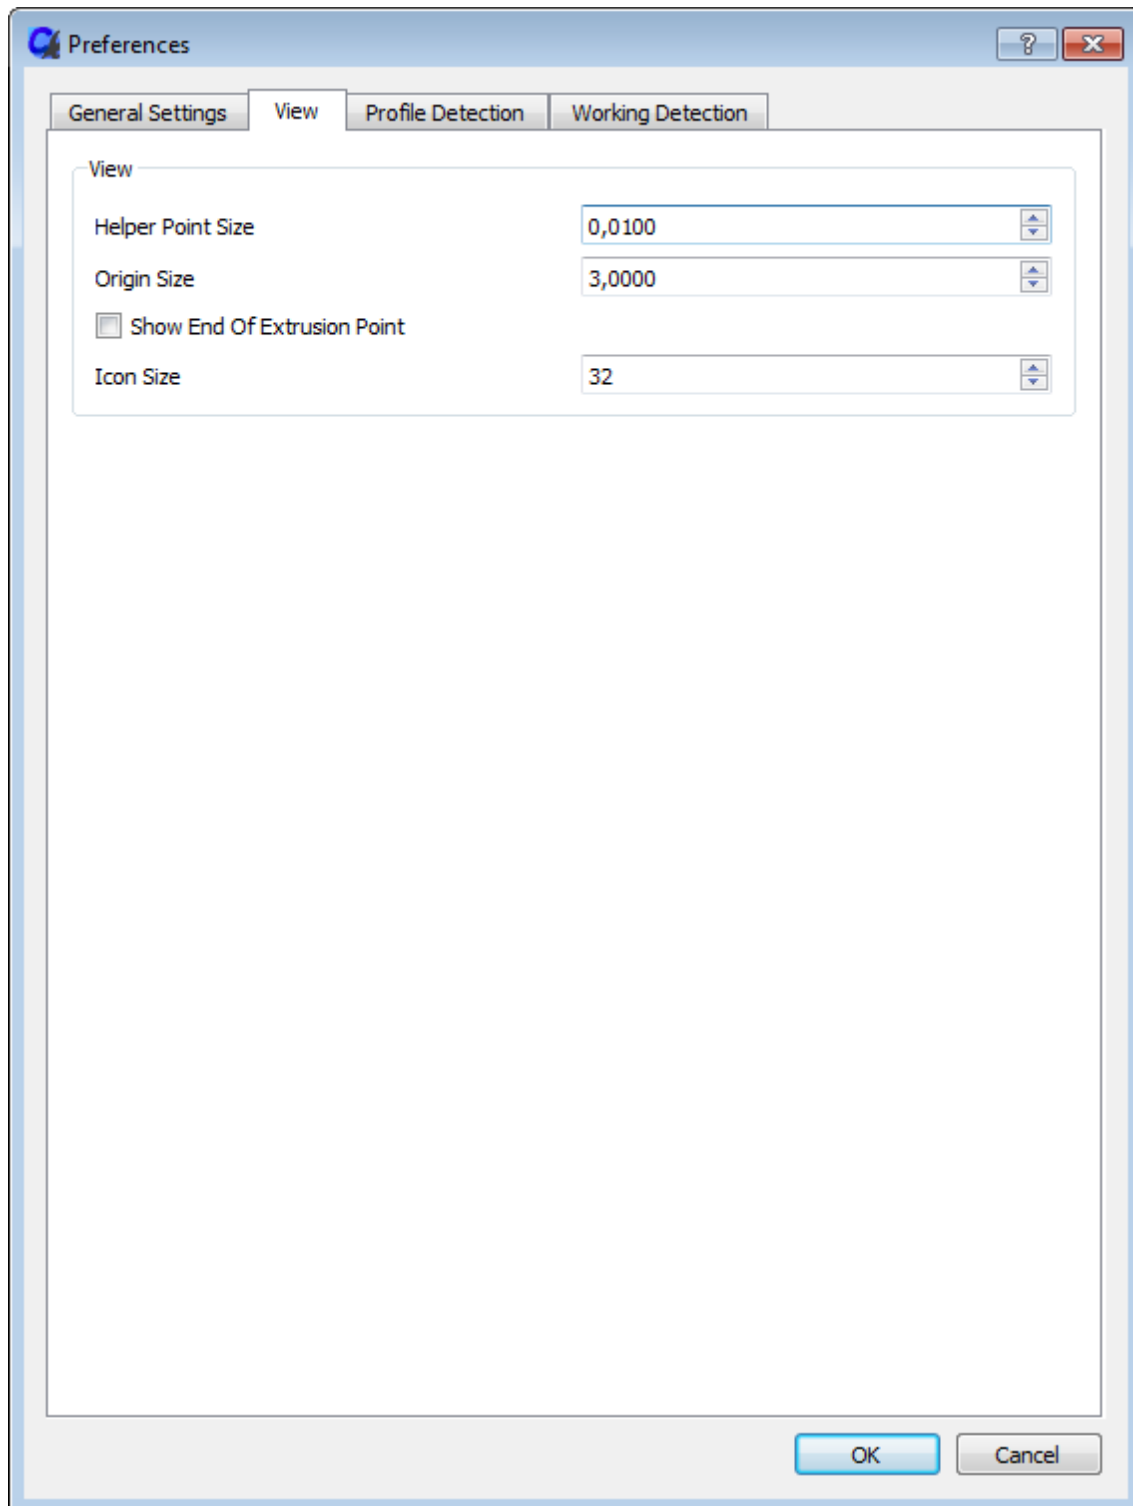 Preferences
General Settings View Profile Detection Working Detection
View
Helper Point Size 0,0100
Origin Size 3,0000
Show End Of Extrusion Point
Icon Size 32
OK Cancel